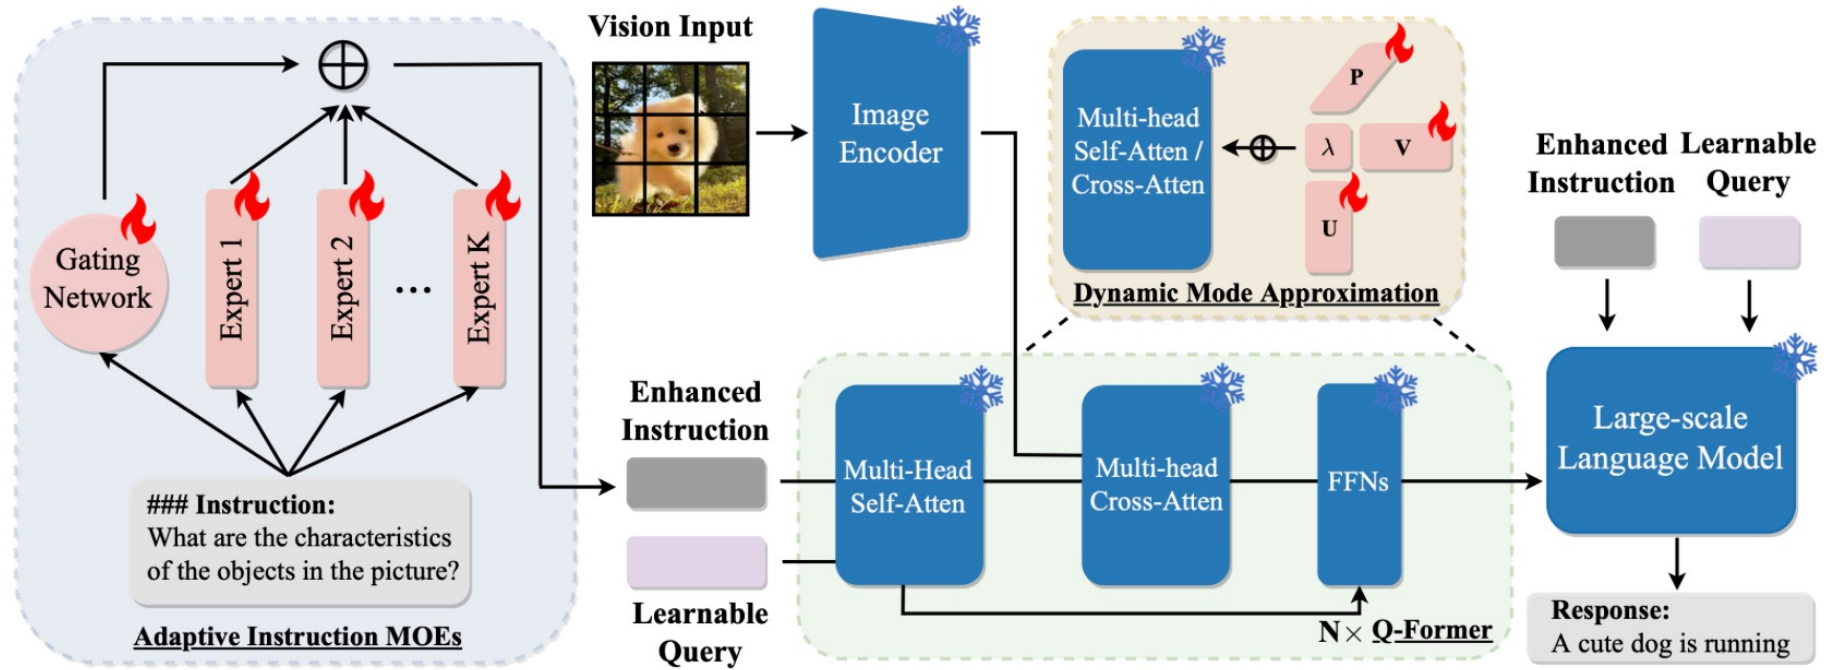 Gating
Network
Expert 1
Expert 2
...
Expert K
### Instruction:
What are the characteristics
of the objects in the picture?
Adaptive Instruction MOEs
Vision Input
Image
Encoder
Multi-head
Self-Atten /
Cross-Atten
P
λ
V
U
Dynamic Mode Approximation
Enhanced
Instruction
Learnable
Query
Multi-Head
Self-Atten
Multi-head
Cross-Atten
FFNs
N× Q-Former
Enhanced
Instruction
Learnable
Query
Large-scale
Language Model
Response:
A cute dog is running